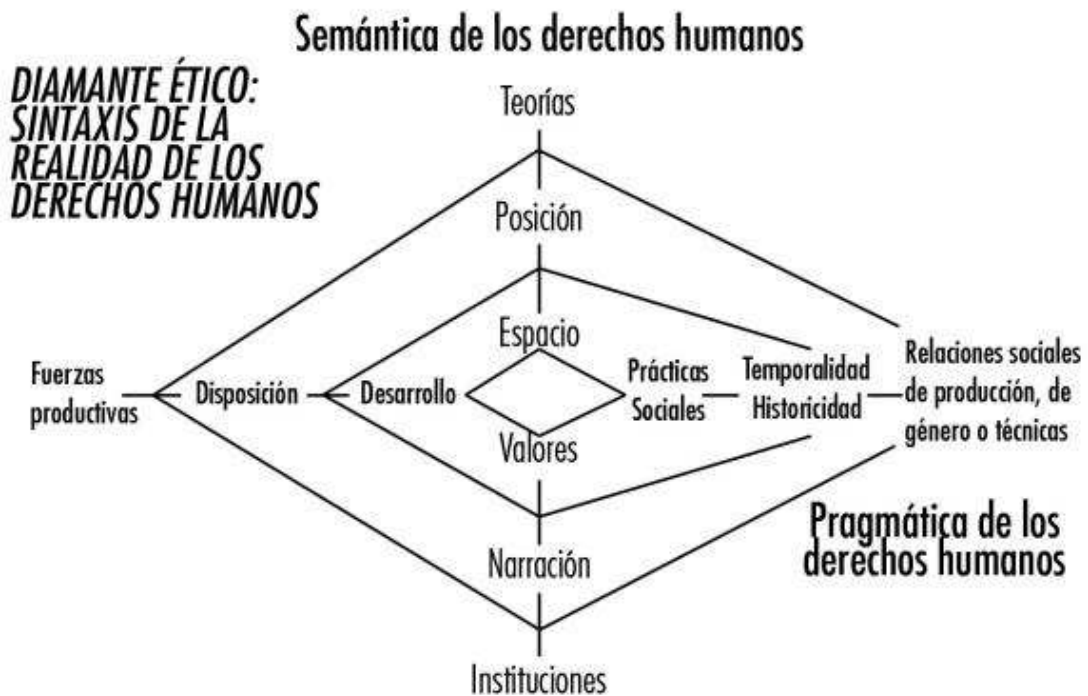 Semántica de los derechos humanos
DIAMANTE ÉTICO:
SINTAXIS DE LA
REALIDAD DE LOS
DERECHOS HUMANOS
Teorías
Posición
Espacio
Fuerzas
productivas
Disposición
Desarrollo
Prácticas
Sociales
Temporalidad
Historicidad
Relaciones sociales
de producción, de
género o técnicas
Valores
Narración
Instituciones
Pragmática de los
derechos humanos